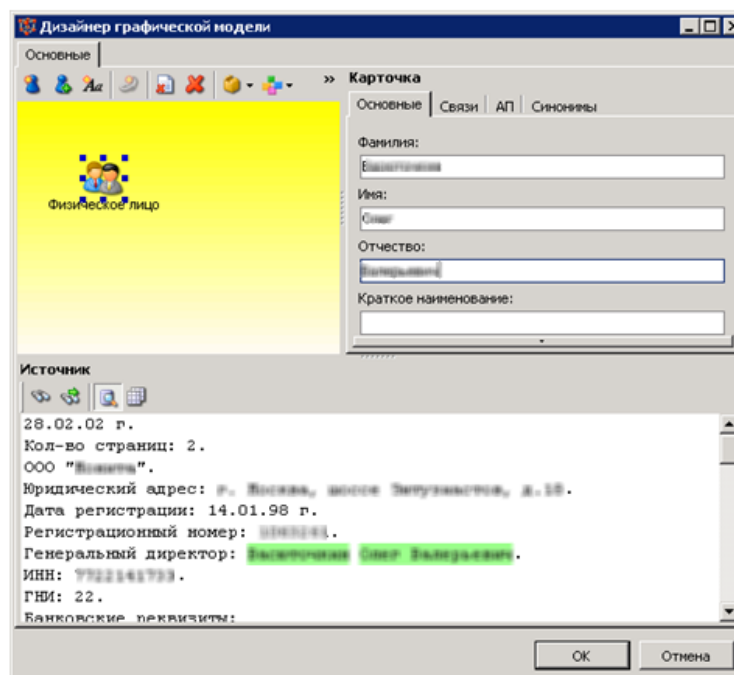 Дизайнер графической модели
Основные
Aa
»
Физическое лицо
Карточка
Основные Связи АП Синонимы
Фамилия:
Имя:
Отчество:
Краткое наименование:
Источник
28.02.02 г.
Кол-во страниц: 2.
ООО "
Юридический адрес:
Дата регистрации: 14.01.98 г.
Регистрационный номер:
Генеральный директор:
ИНН:
ГНИ: 22.
Банковские реквизиты:
OK Отмена